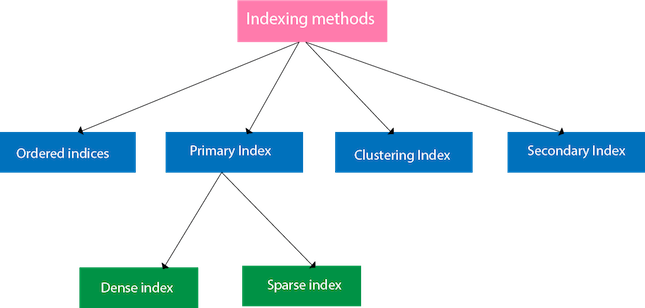 Indexing methods
Ordered indices
Primary Index
Clustering Index
Secondary Index
Dense index
Sparse index